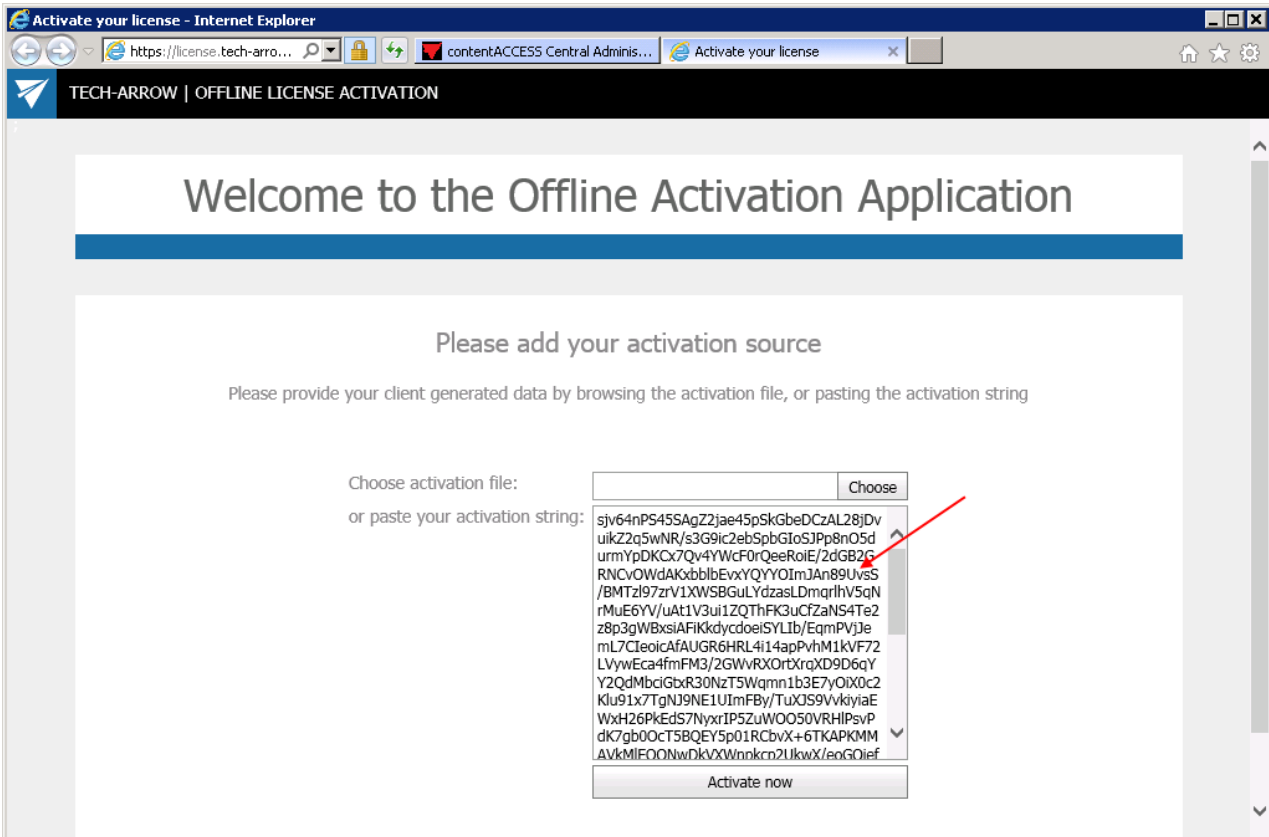 Activate your license - Internet Explorer
https://license.tech-arro...
contentACCESS Central Adminis...
Activate your license
TECH-ARROW | OFFLINE LICENSE ACTIVATION
Welcome to the Offline Activation Application
Please add your activation source
Please provide your client generated data by browsing the activation file, or pasting the activation string
Choose activation file:
Choose
or paste your activation string:
sjv64nPS45SAgZ2jae45pSkGbeDCzAL28jDv
uikZ2q5wNR/s3G9ic2ebSpbGIoSJPp8nO5d
urmYpDKCx7Qv4YWcF0rQeeRoiE/2dGB2G
RNCvOWdAKxbblbEvxYQYYOImJAn89UvsS
/BMTzl97zrV1XWSBGuLYdzasLDmqrlhV5qN
rMuE6YV/uAt1V3ui1ZQThFK3uCfZaNS4Te2
z8p3gWBxsiAFiKkdycdoeiSYLIb/EqmPVjJe
mL7CIeoicAfAUGR6HRL4i14apPvhM1kVF72
LVywEca4fmFM3/2GWvRXOrtXrqXD9D6qY
Y2QdMbciGtxR30NzT5Wqmn1b3E7yOiX0c2
Klu91x7TgNJ9NE1UImFBy/TuXJS9VvkiyiaE
WxH26PkEdS7NyxrIP5ZuWOO50VRHlPsvP
dK7gb0OcT5BQEY5p01RCbvX+6TKAPKMM
Activate now